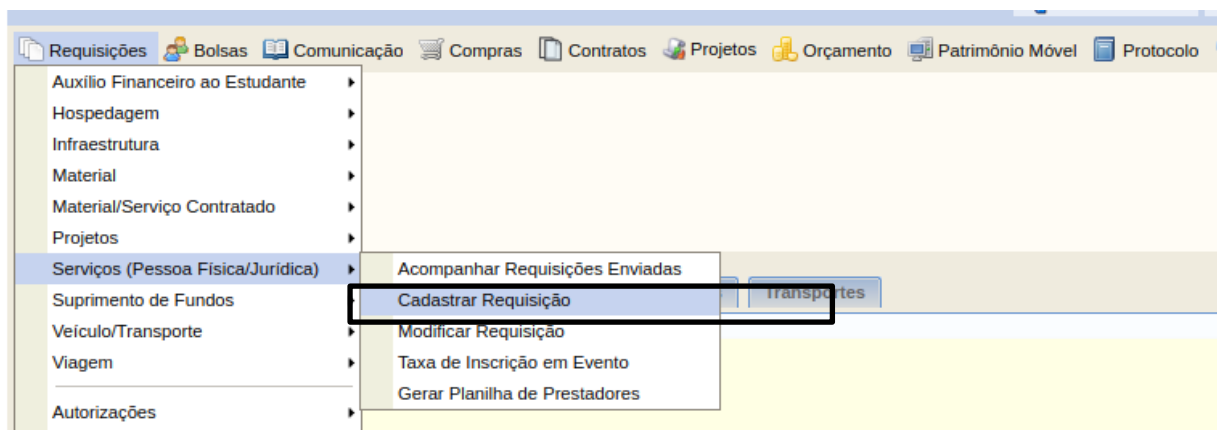 Requisições Bolsas Comunicação Compras Contratos Projetos Orçamento Patrimônio Móvel Protocolo
Auxílio Financeiro ao Estudante
Hospedagem
Infraestrutura
Material
Material/Serviço Contratado
Projetos
Serviços (Pessoa Física/Jurídica)
Acompanhar Requisições Enviadas
Suprimento de Fundos
Cadastrar Requisição
Transportes
Veículo/Transporte
Modificar Requisição
Viagem
Taxa de Inscrição em Evento
Gerar Planilha de Prestadores
Autorizações